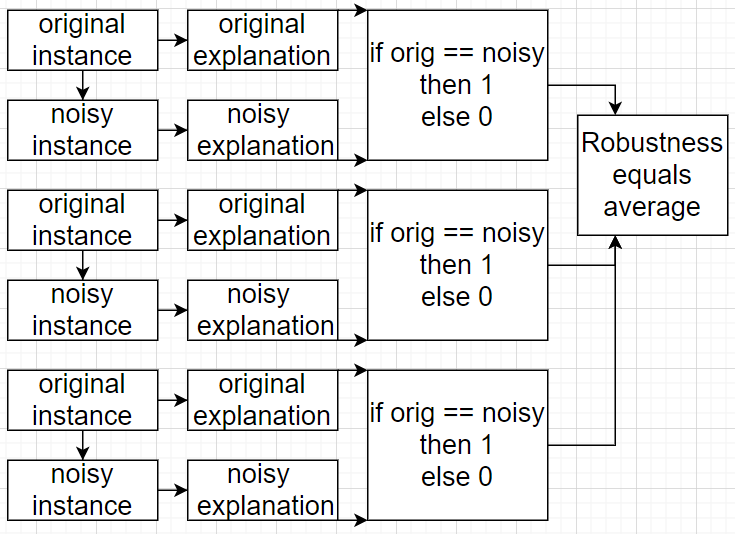 original
instance
original
explanation
if orig == noisy
then 1
else 0
noisy
instance
noisy
explanation
Robustness
equals
average
original
instance
original
explanation
if orig == noisy
then 1
else 0
noisy
instance
noisy
explanation
original
instance
original
explanation
if orig == noisy
then 1
else 0
noisy
instance
noisy
explanation